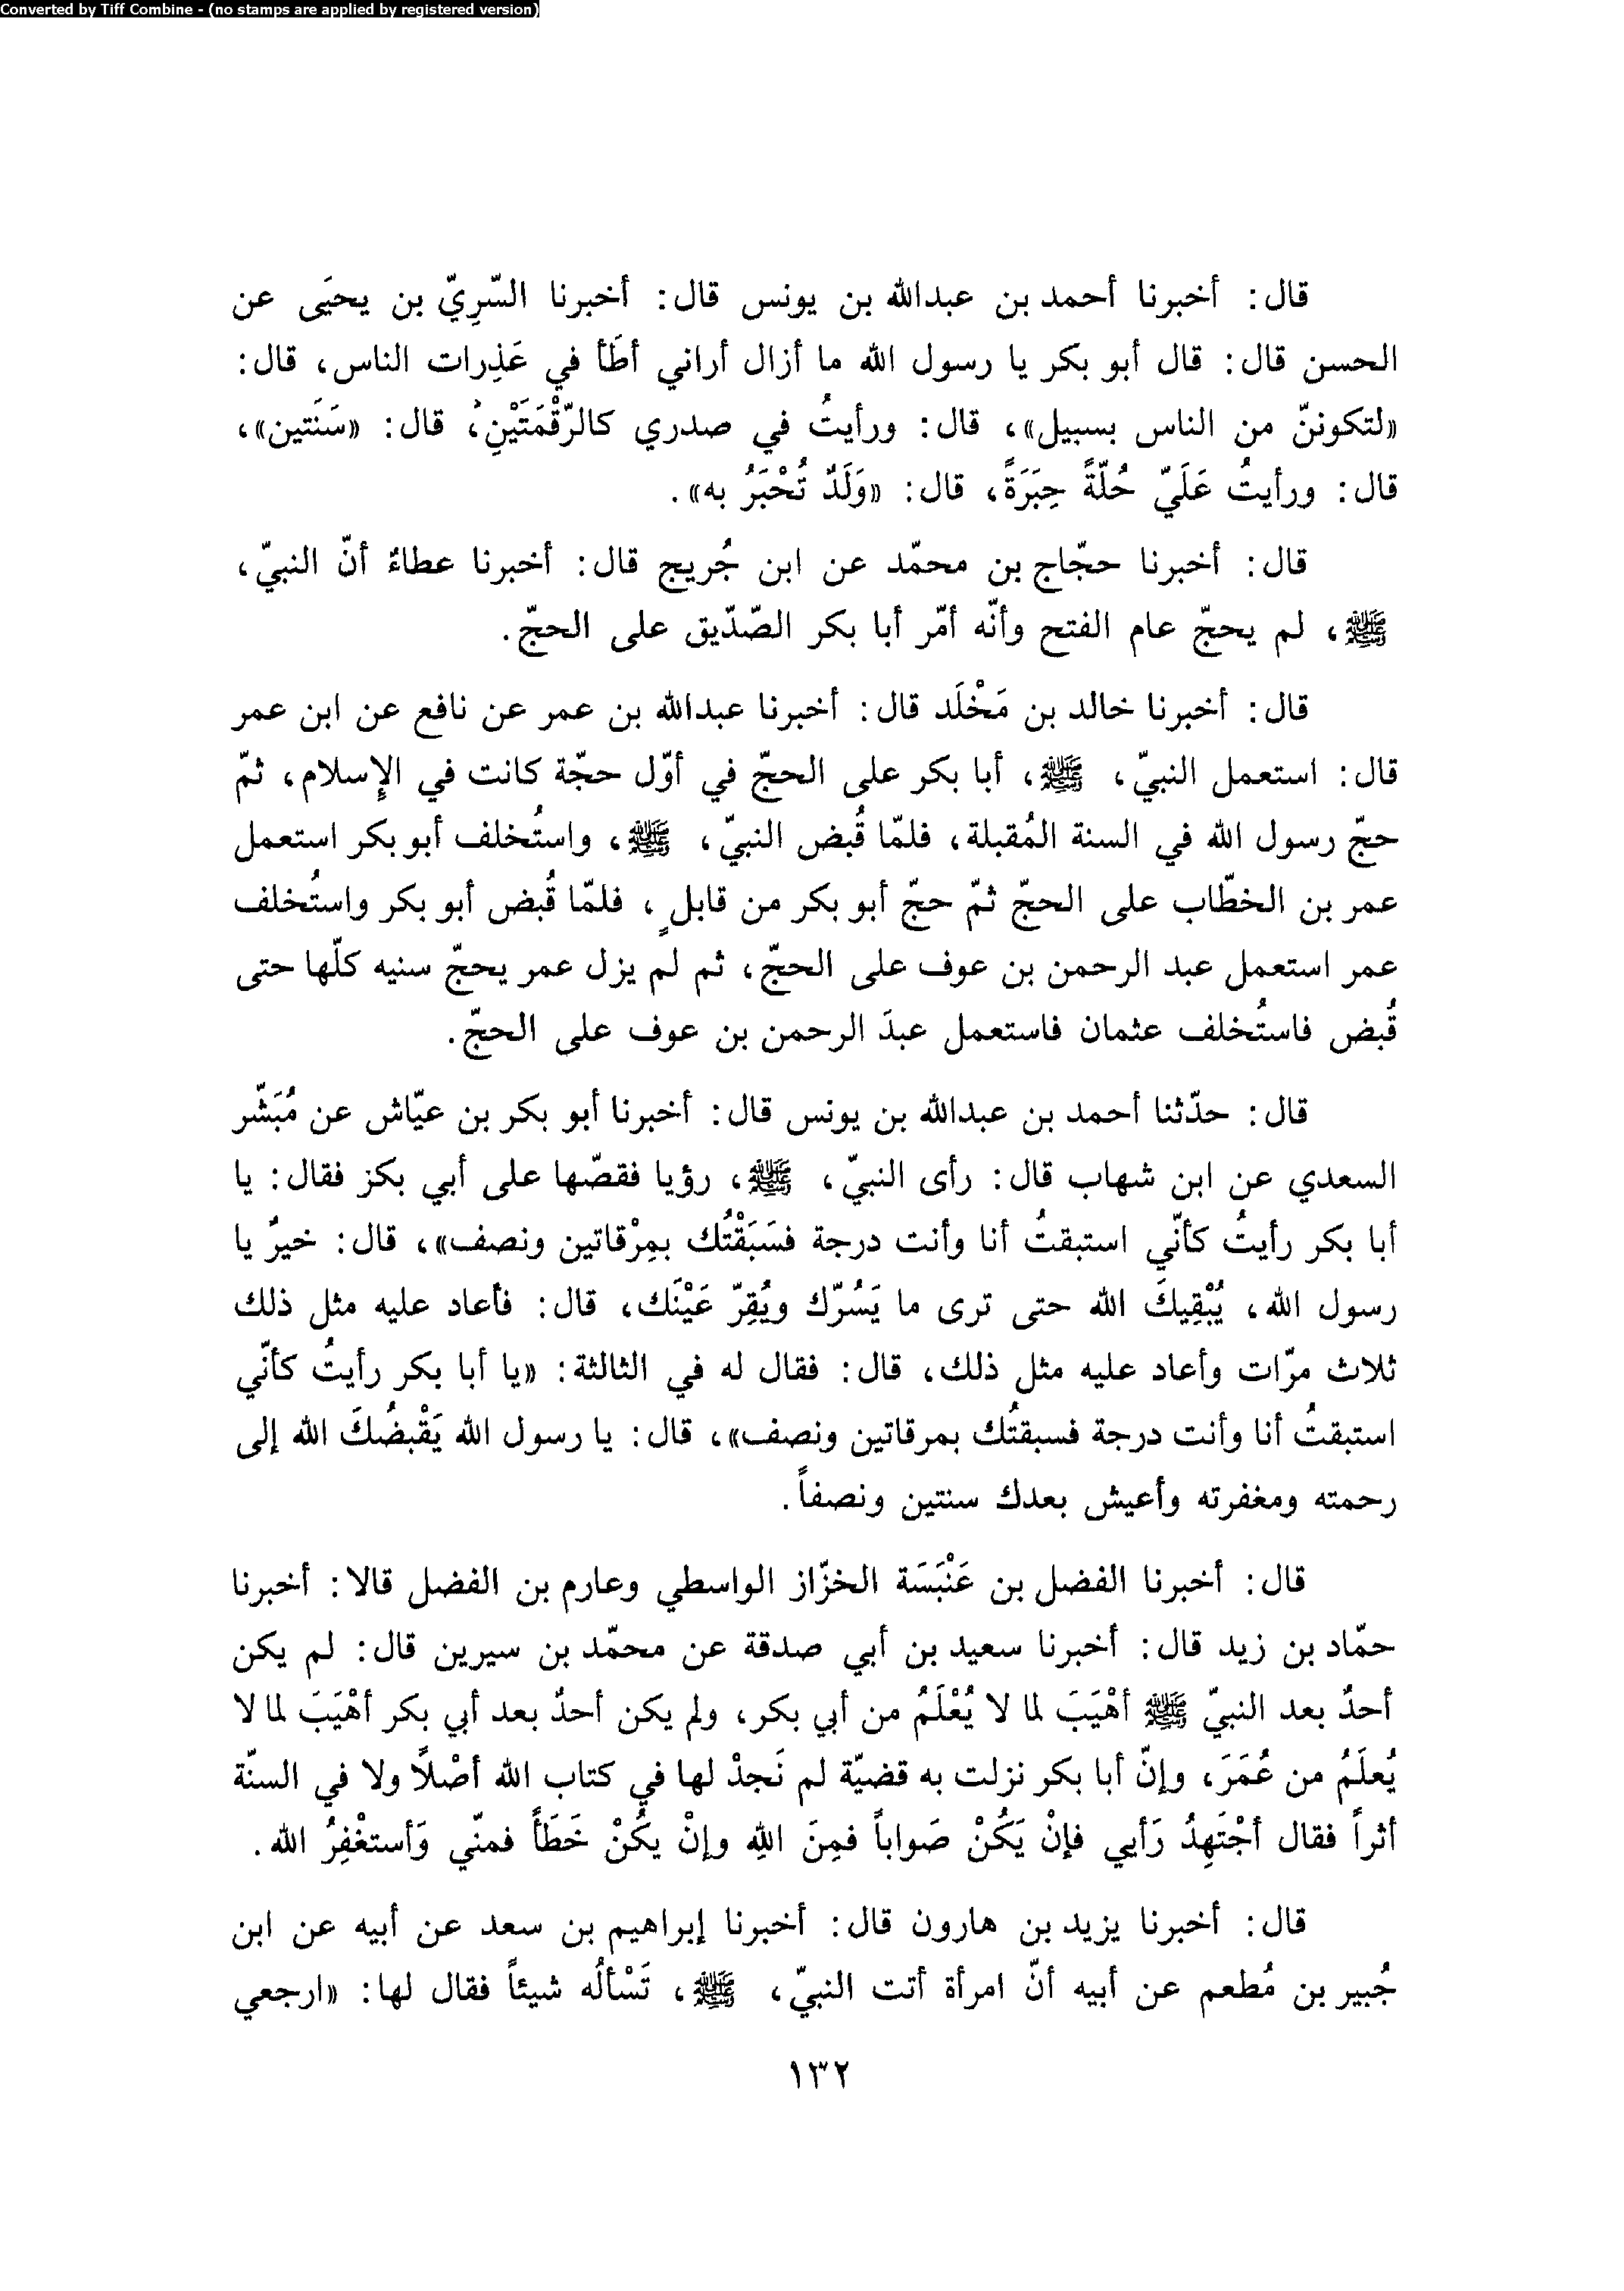 Converted by Tiff Combine - (no stamps are applied by registered version)
قال: أخبرنا أحمد بن عبدالله بن يونس قال: أخبرنا السّرِيّ بن يحيَى عن
الحسن قال: قال أبو بكر يا رسول الله ما أزال أراني أطَأ في عَذِرات الناس، قال:
«لتكوننّ من الناس بسبيل»، قال: ورأيتُ في صدري كالرّقْمَتَيْنِ، قال: «سَنَتين»،
قال: ورأيتُ عَلَيّ حُلّةً حِبَرَةً، قال: «وَلَدٌ تُحْبَرُ به».
قال: أخبرنا حجّاج بن محمّد عن ابن جُريج قال: أخبرنا عطاءٌ أنّ النبيّ،
ﷺ، لم يحجّ عام الفتح وأنّه أمّر أبا بكر الصّدّيق على الحجّ.
قال: أخبرنا خالد بن مَخْلَد قال: أخبرنا عبدالله بن عمر عن نافع عن ابن عمر
قال: استعمل النبيّ، ﷺ، أبا بكر على الحجّ في أوّل حجّة كانت في الإسلام، ثمّ
حجّ رسول الله في السنة المُقبلة، فلمّا قُبض النبيّ، ﷺ، واستُخلف أبو بكر استعمل
عمر بن الخطّاب على الحجّ ثمّ حجّ أبو بكر من قابلٍ، فلمّا قُبض أبو بكر واستُخلف
عمر استعمل عبد الرحمن بن عوف على الحجّ، ثم لم يزل عمر يحجّ سنيه كلّها حتى
قُبض فاستُخلف عثمان فاستعمل عبدَ الرحمن بن عوف على الحجّ.
قال: حدّثنا أحمد بن عبدالله بن يونس قال: أخبرنا أبو بكر بن عيّاش عن مُبَشّر
السعدي عن ابن شهاب قال: رأى النبيّ، ﷺ، رؤيا فقصّها على أبي بكز فقال: يا
أبا بكر رأيتُ كأنّي استبقتُ أنا وأنت درجة فسَبَقْتُك بمِرْقاتين ونصف»، قال: خيرٌ يا
رسول الله، يُبْقِيكَ الله حتى ترى ما يَسُرّك ويُقِرّ عَيْنَك، قال: فأعاد عليه مثل ذلك
ثلاث مرّات وأعاد عليه مثل ذلك، قال: فقال له في الثالثة: «يا أبا بكر رأيتُ كأنّي
استبقتُ أنا وأنت درجة فسبقتُك بمرقاتين ونصف»، قال: يا رسول الله يَقْبضُكَ الله إلى
رحمته ومغفرته وأعيش بعدك سنتين ونصفاً.
قال: أخبرنا الفضل بن عَنْبَسَة الخزّاز الواسطي وعارم بن الفضل قالا: أخبرنا
حمّاد بن زيد قال: أخبرنا سعيد بن أبي صدقة عن محمّد بن سيرين قال: لم يكن
أحدٌ بعد النبيّ ﷺ أهْيَبَ لما لا يُعْلَمُ من أبي بكر، ولم يكن أحدٌ بعد أبي بكر أهْيَبَ لما لا
يُعلَمُ من عُمَرَ، وإنّ أبا بكر نزلت به قضيّة لم نَجدْ لها في كتاب الله أصْلاً ولا في السنّة
أثراً فقال أجْتَهِدُ رَأيي فإنْ يَكُنْ صَواباً فمِنَ اللهِ وإنْ يكُنْ خَطَأً فمنّي وَأستغْفِرُ الله.
قال: أخبرنا يزيد بن هارون قال: أخبرنا إبراهيم بن سعد عن أبيه عن ابن
جُبير بن مُطعم عن أبيه أنّ امرأة أتت النبيّ، ﷺ، تَسْألُه شيئاً فقال لها: «ارجعي
١٣٢